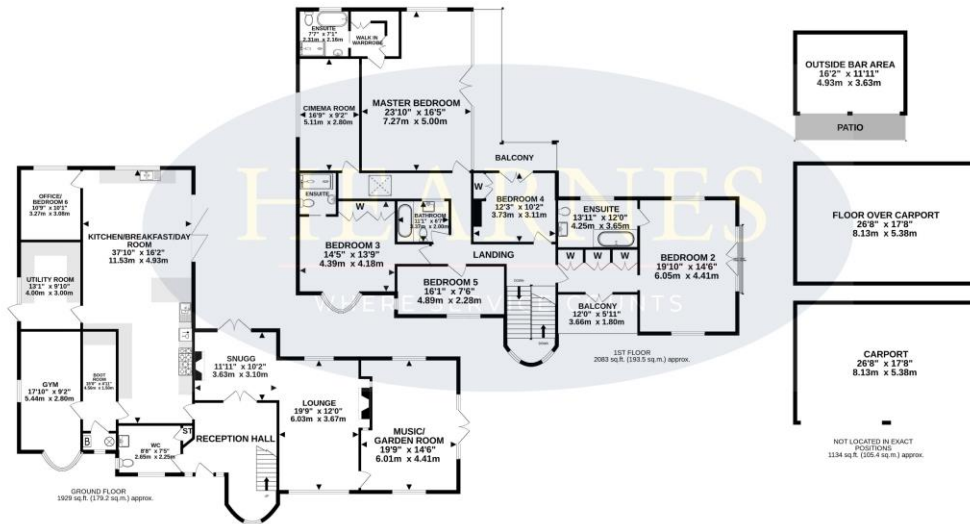 ENSUITE
7'7" x 7'1"
2.31m x 2.16m
WALK IN
WARDROBE
CIMEMA ROOM
16'9" x 9'2"
5.11m x 2.80m
MASTER BEDROOM
23'10" x 16'5"
7.27m x 5.00m
BALCONY
ENSUITE
W
BATHROOM
W
BEDROOM 4
12'3" x 10'2"
3.73m x 3.11m
ENSUITE
13'11" x 12'0"
4.25m x 3.65m
BEDROOM 3
14'5" x 13'9"
4.39m x 4.18m
LANDING
BEDROOM 5
16'1" x 7'6"
4.89m x 2.28m
W
W
W
BEDROOM 2
19'10" x 14'6"
6.05m x 4.41m
BALCONY
12'0" x 5'11"
3.66m x 1.80m
DOWN
1ST FLOOR
2083 sq.ft. (193.5 sq.m.) approx.
OUTSIDE BAR AREA
16'2" x 11'11"
4.93m x 3.63m
PATIO
FLOOR OVER CARPORT
26'8" x 17'8"
8.13m x 5.38m
CARPORT
26'8" x 17'8"
8.13m x 5.38m
NOT LOCATED IN EXACT
POSITIONS
1134 sq.ft. (105.4 sq.m.) approx.
OFFICE/
BEDROOM 6
10'9" x 10'1"
3.27m x 3.08m
KITCHEN/BREAKFAST/DAY
ROOM
37'10" x 16'2"
11.53m x 4.93m
UTILITY ROOM
13'1" x 9'10"
4.00m x 3.00m
GYM
17'10" x 9'2"
5.44m x 2.80m
BOOT
ROOM
B
WC
8'8" x 7'5"
2.65m x 2.25m
ST
SNUGG
11'11" x 10'2"
3.63m x 3.10m
RECEPTION HALL
LOUNGE
19'9" x 12'0"
6.03m x 3.67m
MUSIC/
GARDEN ROOM
19'9" x 14'6"
6.01m x 4.41m
GROUND FLOOR
1929 sq.ft. (179.2 sq.m.) approx.
HEARNES
WHERE SERVICE COUNTS